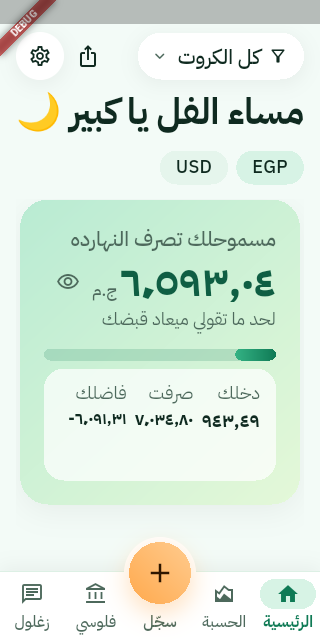 DEBUG
كل الكروت
مساء الفل يا كبير 🌙
EGP USD
مسموحلك تصرف النهارده
٦,٥٩٣,٠٤ ج.م
لحد ما تقولي ميعاد قبضك
دخلك صرفت فاضلك
٩٤٣,٤٩ ٧,٠٣٤,٨٠ -٦,٠٩١,٣١
الرئيسية الحسبة سجّل فلوسي زغلول